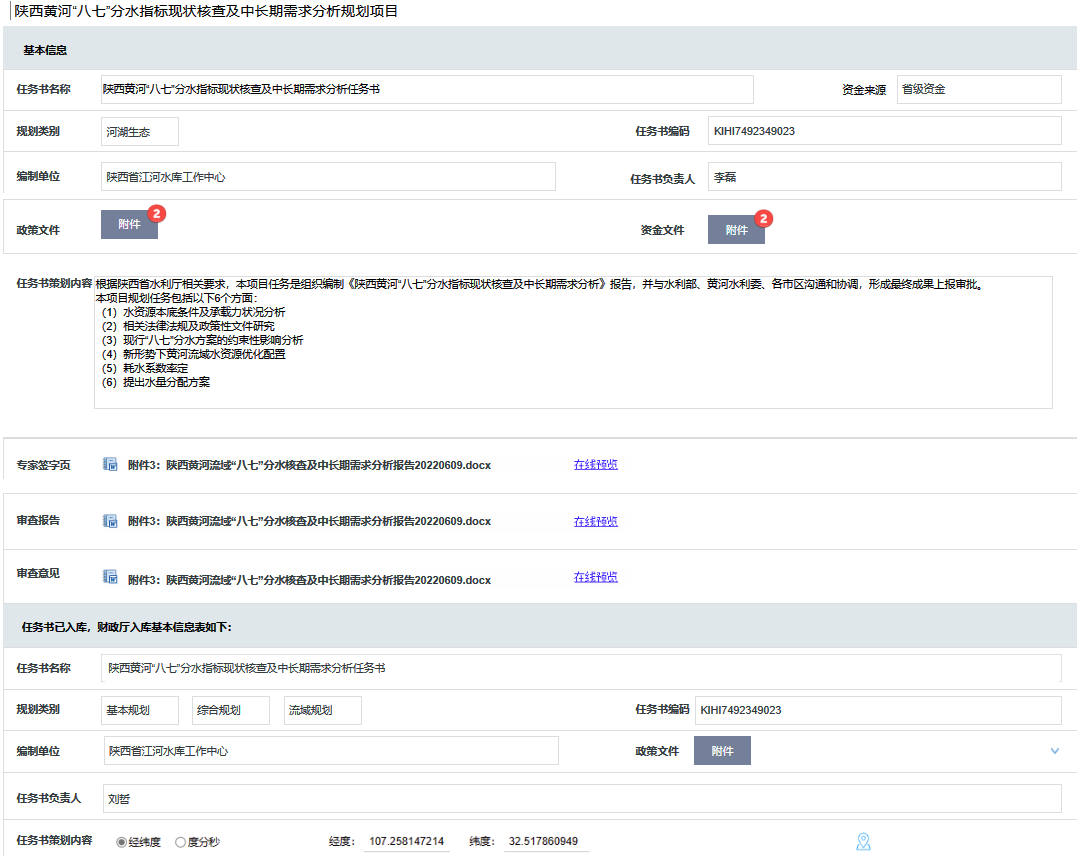 陕西黄河“八七”分水指标现状核查及中长期需求分析规划项目
基本信息
任务书名称 陕西黄河“八七”分水指标现状核查及中长期需求分析任务书 资金来源 省级资金
规划类别 河湖生态 任务书编码 KIHI7492349023
编制单位 陕西省江河水库工作中心 任务书负责人 李磊
政策文件 附件 2 资金文件 附件 2
任务书策划内容 根据陕西省水利厅相关要求，本项目任务是组织编制《陕西黄河“八七”分水指标现状核查及中长期需求分析》报告，并与水利部、黄河水利委、各市区沟通和协调，形成最终成果上报审批。
本项目规划任务包括以下6个方面：
（1）水资源本底条件及承载力状况分析
（2）相关法律法规及政策性文件研究
（3）现行“八七”分水方案的约束性影响分析
（4）新形势下黄河流域水资源优化配置
（5）耗水系数率定
（6）提出水量分配方案
专家签字页 附件3：陕西黄河流域“八七”分水核查及中长期需求分析报告20220609.docx 在线预览
审查报告 附件3：陕西黄河流域“八七”分水核查及中长期需求分析报告20220609.docx 在线预览
审查意见 附件3：陕西黄河流域“八七”分水核查及中长期需求分析报告20220609.docx 在线预览
任务书已入库，财政厅入库基本信息表如下：
任务书名称 陕西黄河“八七”分水指标现状核查及中长期需求分析任务书
规划类别 基本规划 综合规划 流域规划 任务书编码 KIHI7492349023
编制单位 陕西省江河水库工作中心 政策文件 附件
任务书负责人 刘哲
任务书策划内容 经纬度 度分秒 经度： 107.258147214 纬度： 32.517860949